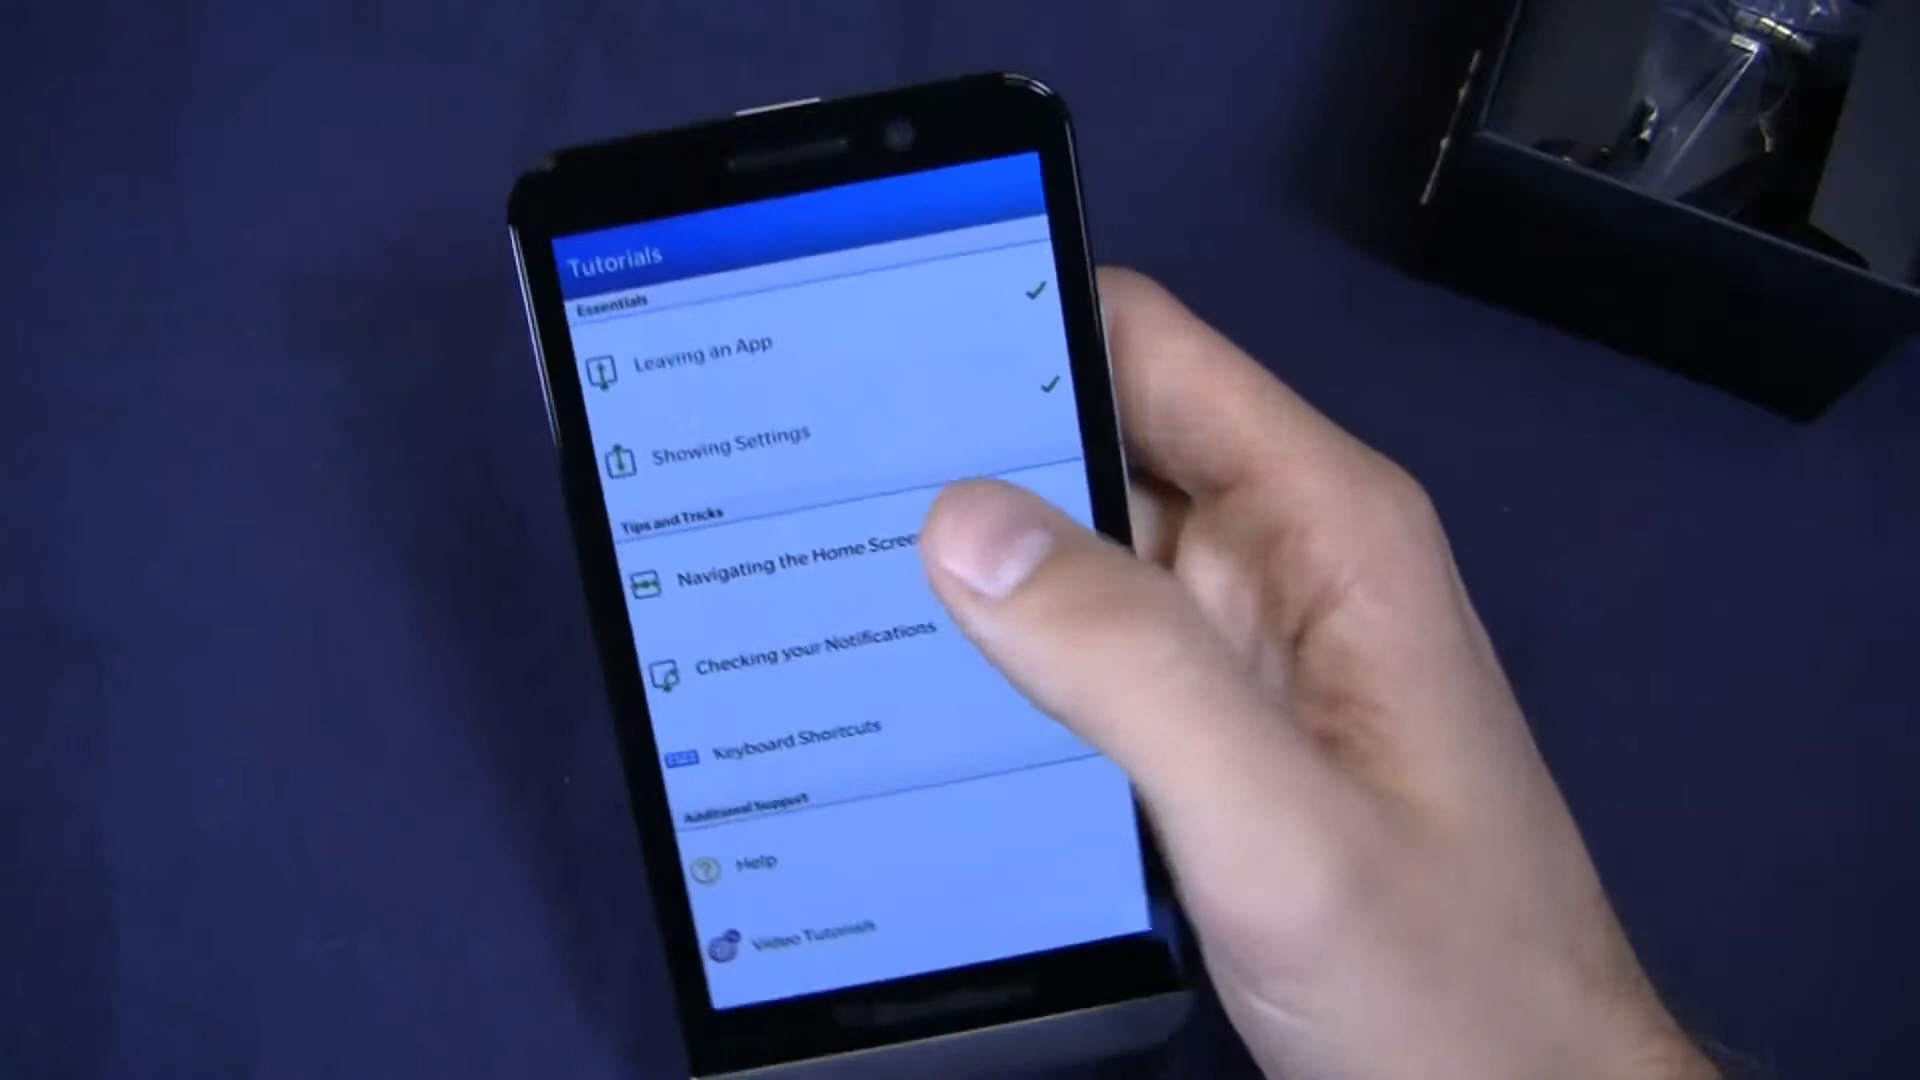 Tutorials
Essentials
Leaving an App
Showing Settings
Tips and Tricks
Navigating the Home Scree
Checking your Notifications
Keyboard Shortcuts
Additional Support
Help
Video Tutorials